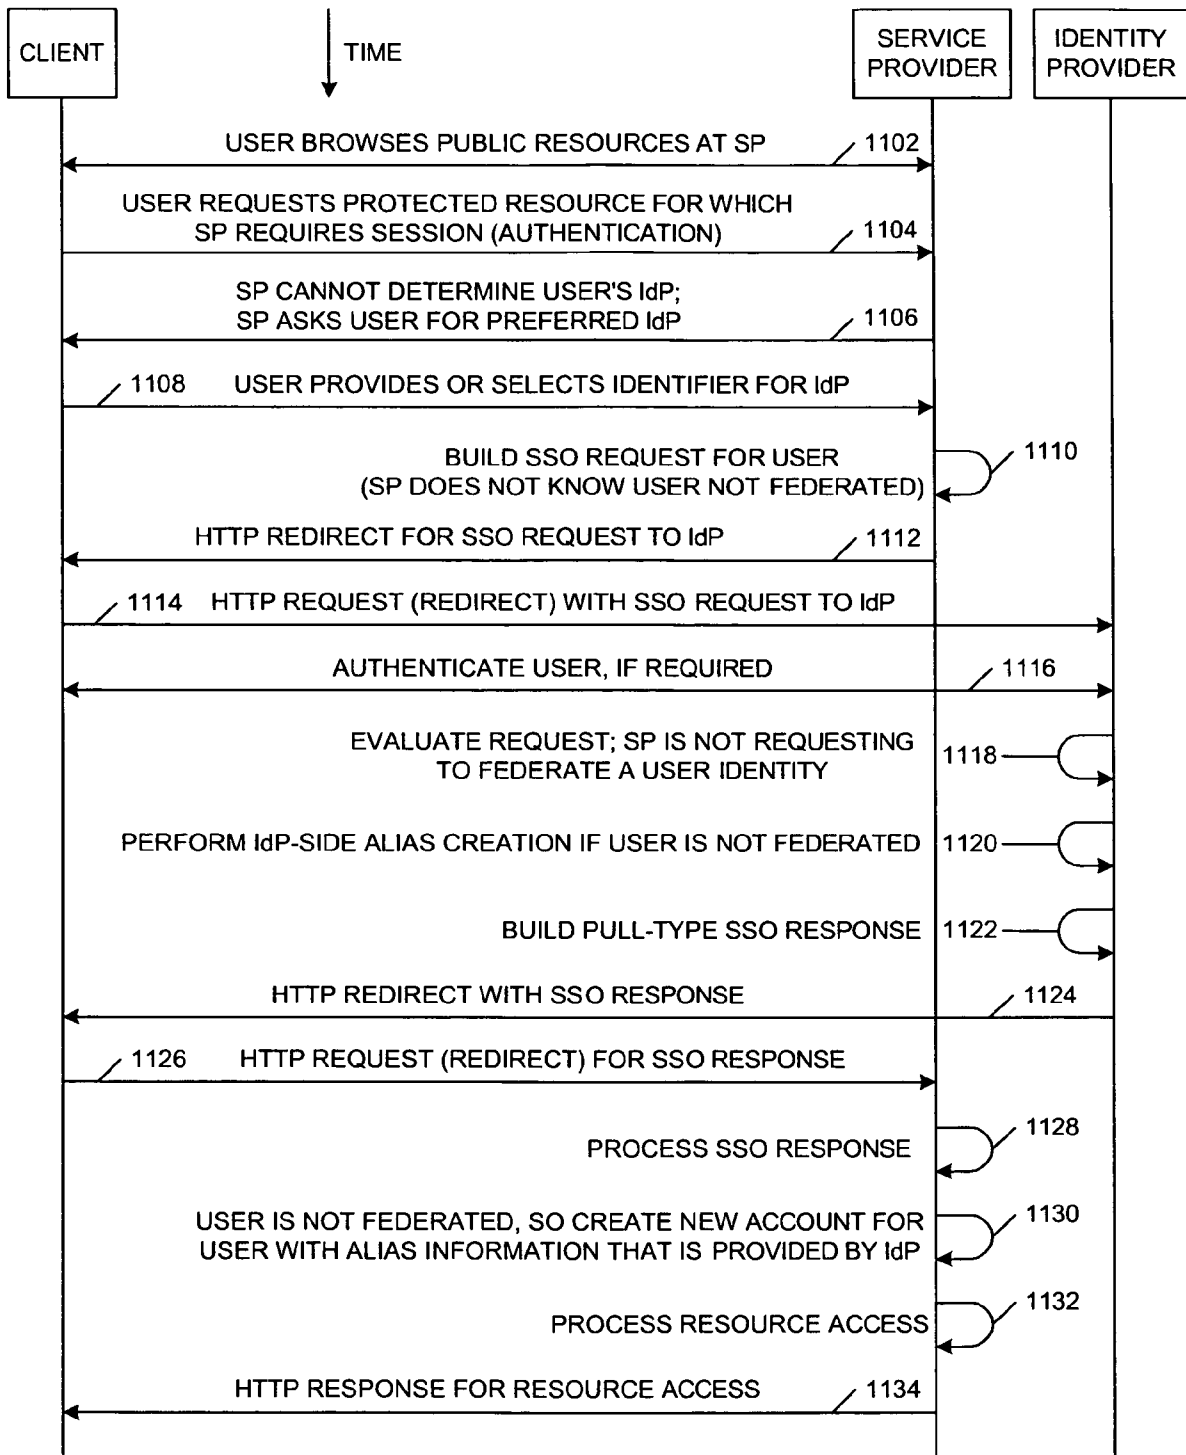 CLIENT
TIME
SERVICE
PROVIDER
IDENTITY
PROVIDER
USER BROWSES PUBLIC RESOURCES AT SP
1102
USER REQUESTS PROTECTED RESOURCE FOR WHICH
SP REQUIRES SESSION (AUTHENTICATION)
1104
SP CANNOT DETERMINE USER'S IdP;
SP ASKS USER FOR PREFERRED IdP
1106
1108
USER PROVIDES OR SELECTS IDENTIFIER FOR IdP
BUILD SSO REQUEST FOR USER
(SP DOES NOT KNOW USER NOT FEDERATED)
1110
HTTP REDIRECT FOR SSO REQUEST TO IdP
1112
1114
HTTP REQUEST (REDIRECT) WITH SSO REQUEST TO IdP
AUTHENTICATE USER, IF REQUIRED
1116
EVALUATE REQUEST; SP IS NOT REQUESTING
TO FEDERATE A USER IDENTITY
1118
PERFORM IdP-SIDE ALIAS CREATION IF USER IS NOT FEDERATED
1120
BUILD PULL-TYPE SSO RESPONSE
1122
HTTP REDIRECT WITH SSO RESPONSE
1124
1126
HTTP REQUEST (REDIRECT) FOR SSO RESPONSE
PROCESS SSO RESPONSE
1128
USER IS NOT FEDERATED, SO CREATE NEW ACCOUNT FOR
USER WITH ALIAS INFORMATION THAT IS PROVIDED BY IdP
1130
PROCESS RESOURCE ACCESS
1132
HTTP RESPONSE FOR RESOURCE ACCESS
1134